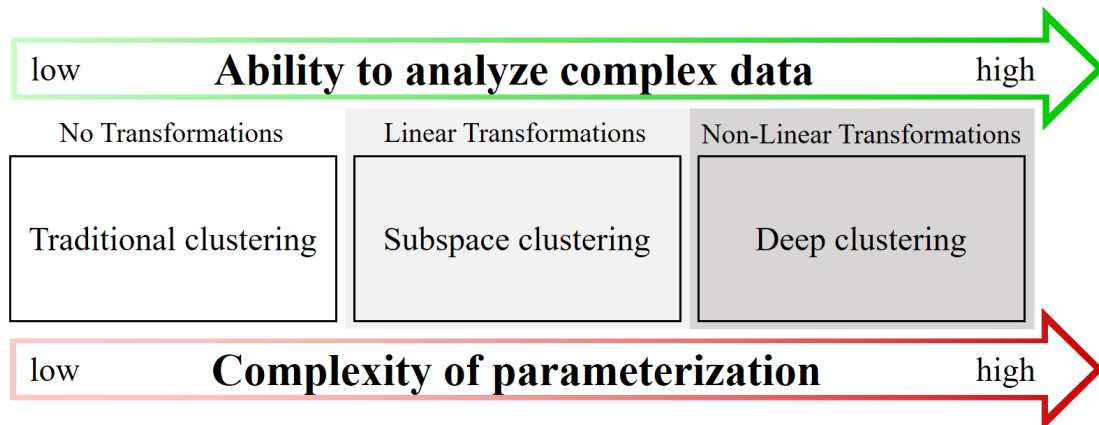 low Ability to analyze complex data high
No Transformations Linear Transformations Non-Linear Transformations
Traditional clustering Subspace clustering Deep clustering
low Complexity of parameterization high